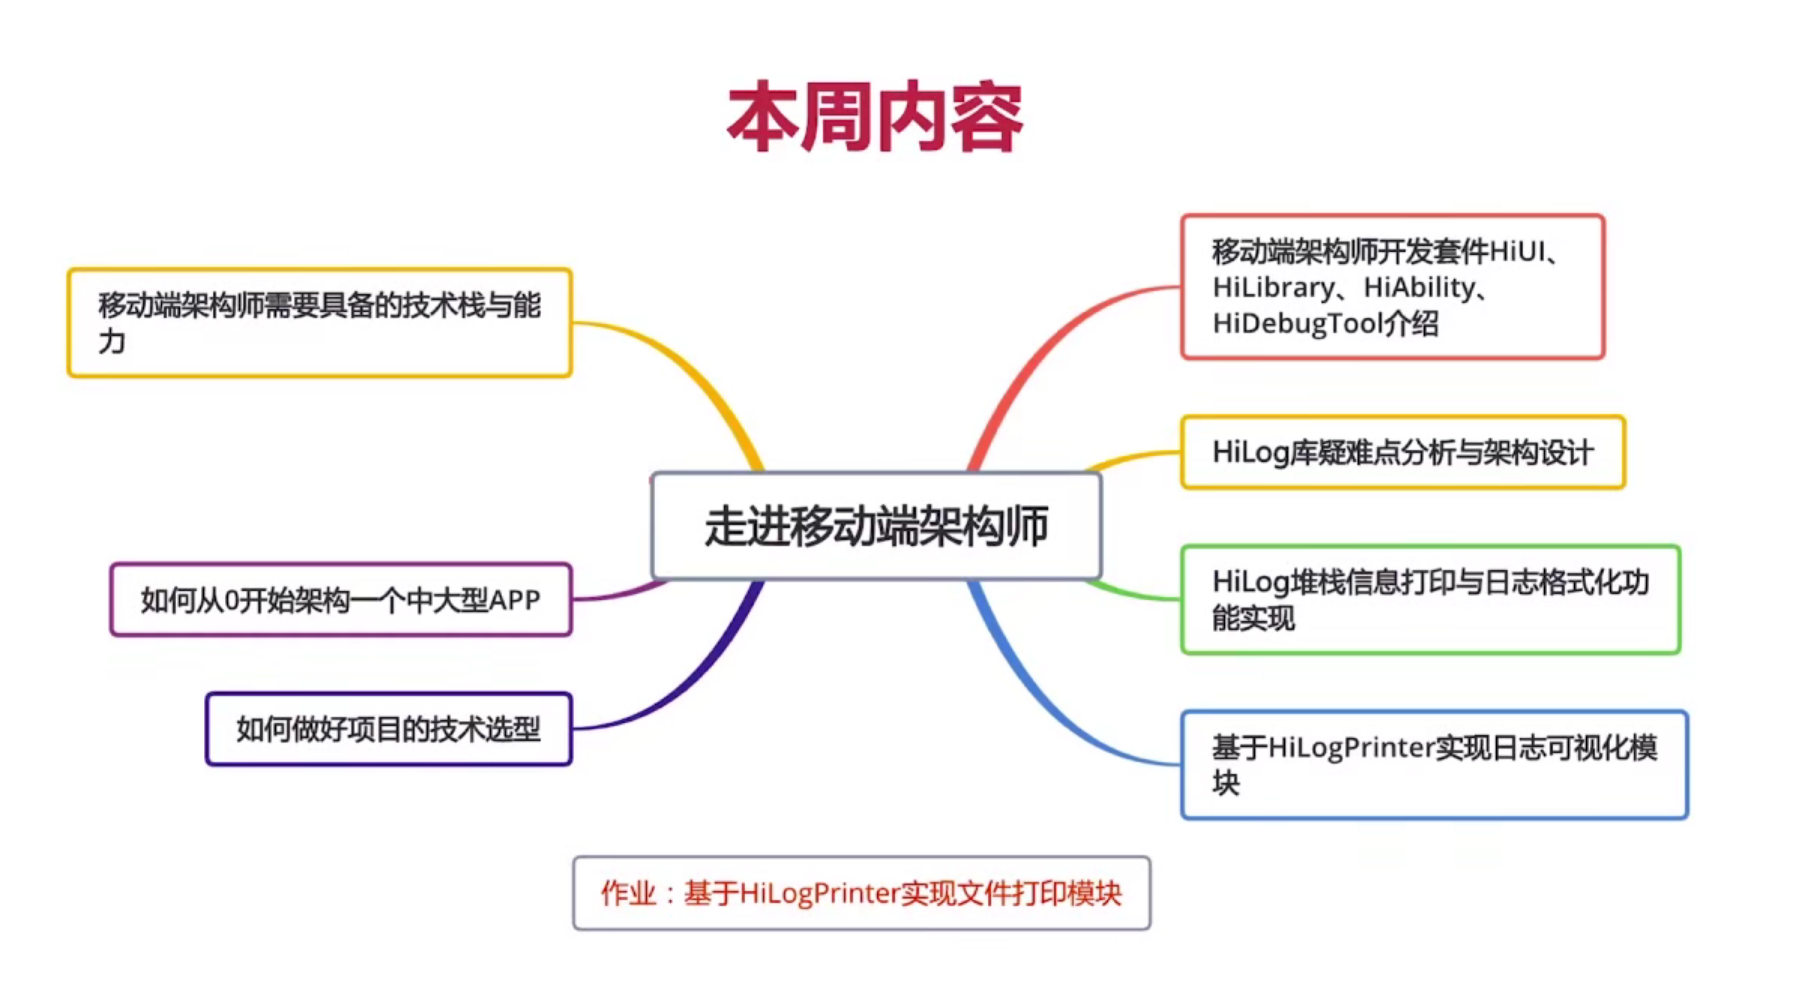 本周内容
移动端架构师需要具备的技术栈与能
力
如何从0开始架构一个中大型APP
如何做好项目的技术选型
走进移动端架构师
移动端架构师开发套件HiUI、
HiLibrary、HiAbility、
HiDebugTool介绍
HiLog库疑难点分析与架构设计
HiLog堆栈信息打印与日志格式化功
能实现
基于HiLogPrinter实现日志可视化模
块
作业：基于HiLogPrinter实现文件打印模块